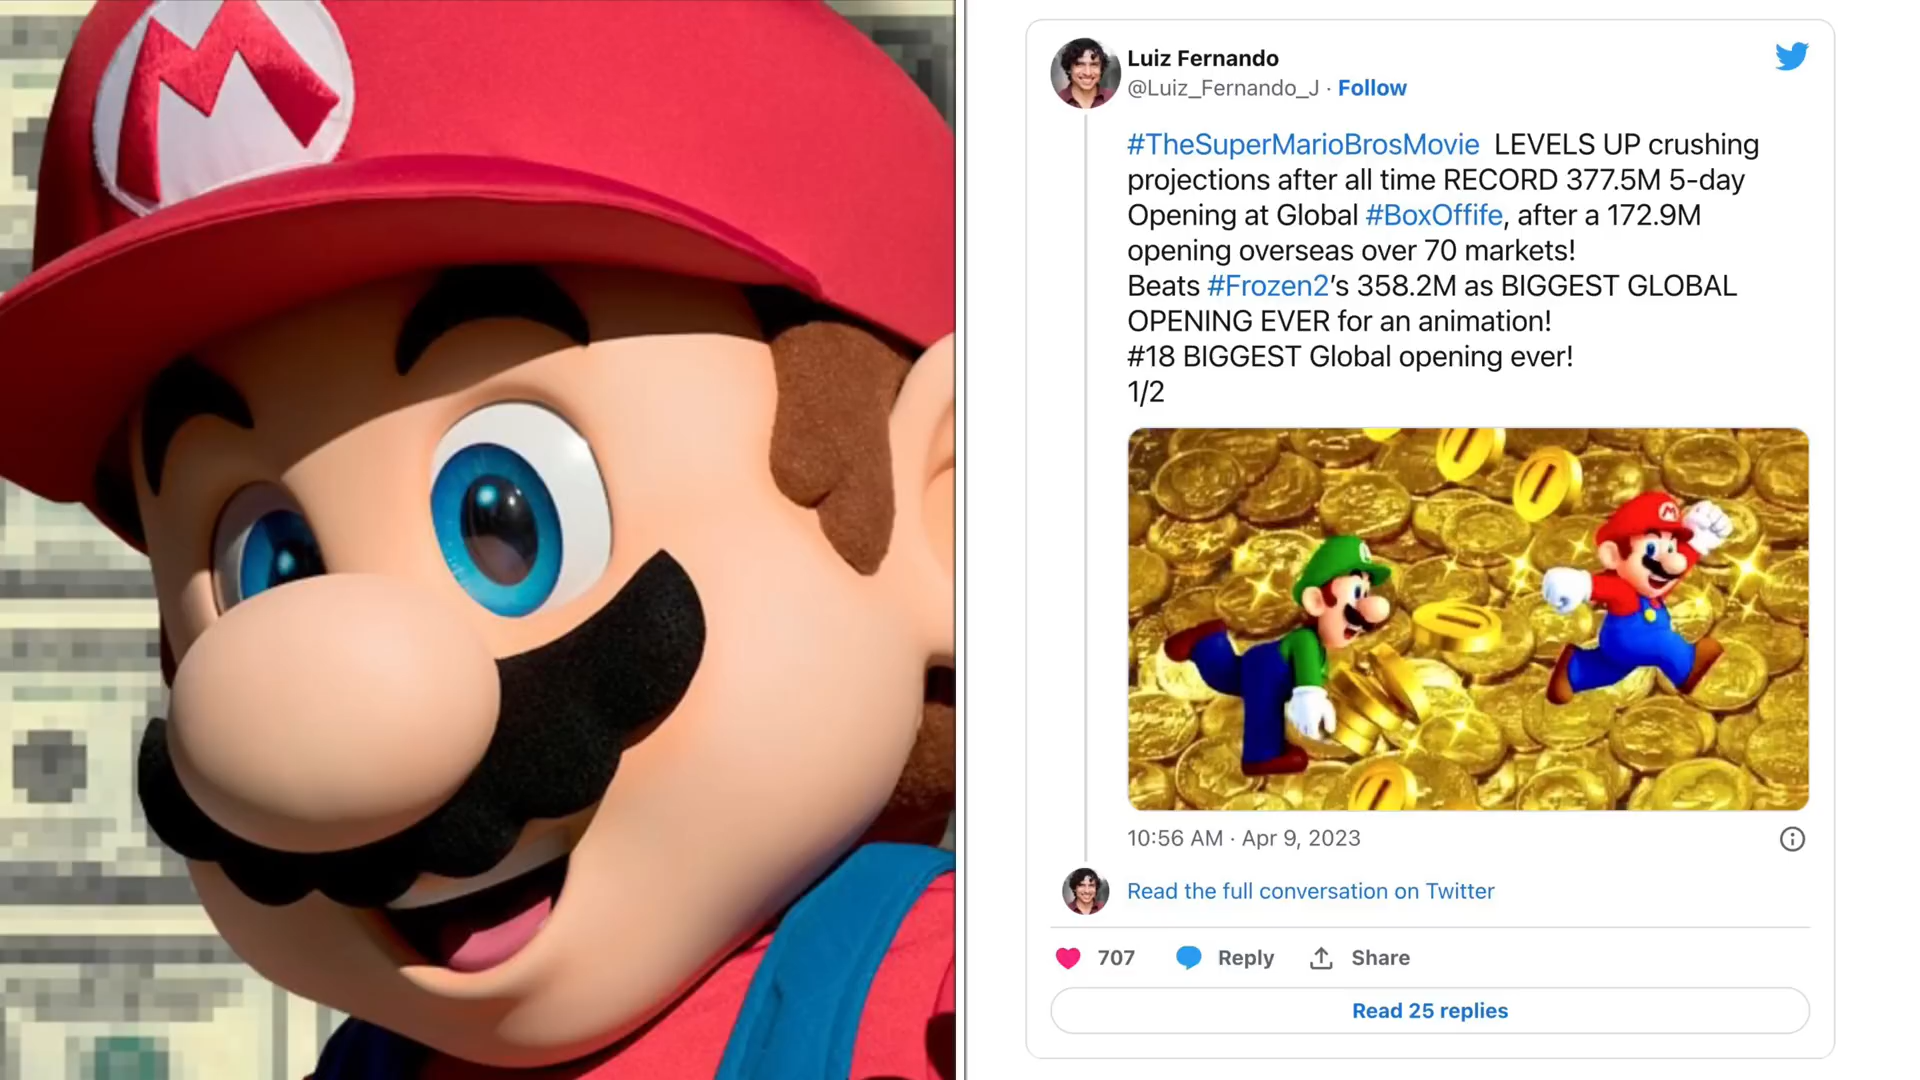 Luiz Fernando
@Luiz_Fernando_J · Follow
#TheSuperMarioBrosMovie LEVELS UP crushing
projections after all time RECORD 377.5M 5-day
Opening at Global #BoxOffife, after a 172.9M
opening overseas over 70 markets!
Beats #Frozen2’s 358.2M as BIGGEST GLOBAL
OPENING EVER for an animation!
#18 BIGGEST Global opening ever!
1/2
10:56 AM · Apr 9, 2023
Read the full conversation on Twitter
707 Reply Share
Read 25 replies
M
M
L